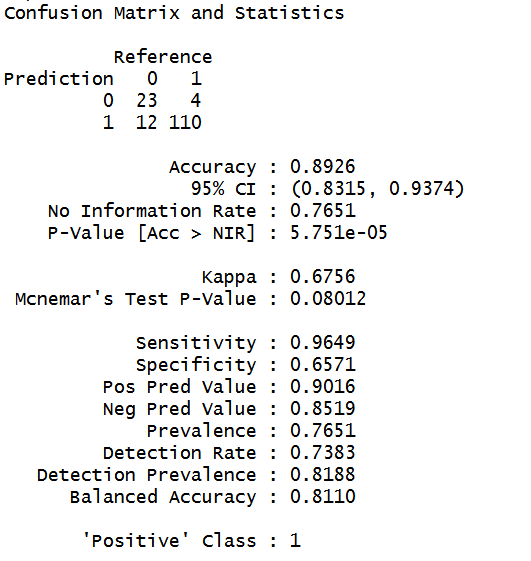 Confusion Matrix and Statistics
Reference
Prediction 0 1
0 23 4
1 12 110
Accuracy : 0.8926
95% CI : (0.8315, 0.9374)
No Information Rate : 0.7651
P-Value [Acc > NIR] : 5.751e-05
Kappa : 0.6756
Mcnemar's Test P-Value : 0.08012
Sensitivity : 0.9649
Specificity : 0.6571
Pos Pred Value : 0.9016
Neg Pred Value : 0.8519
Prevalence : 0.7651
Detection Rate : 0.7383
Detection Prevalence : 0.8188
Balanced Accuracy : 0.8110
'Positive' Class : 1